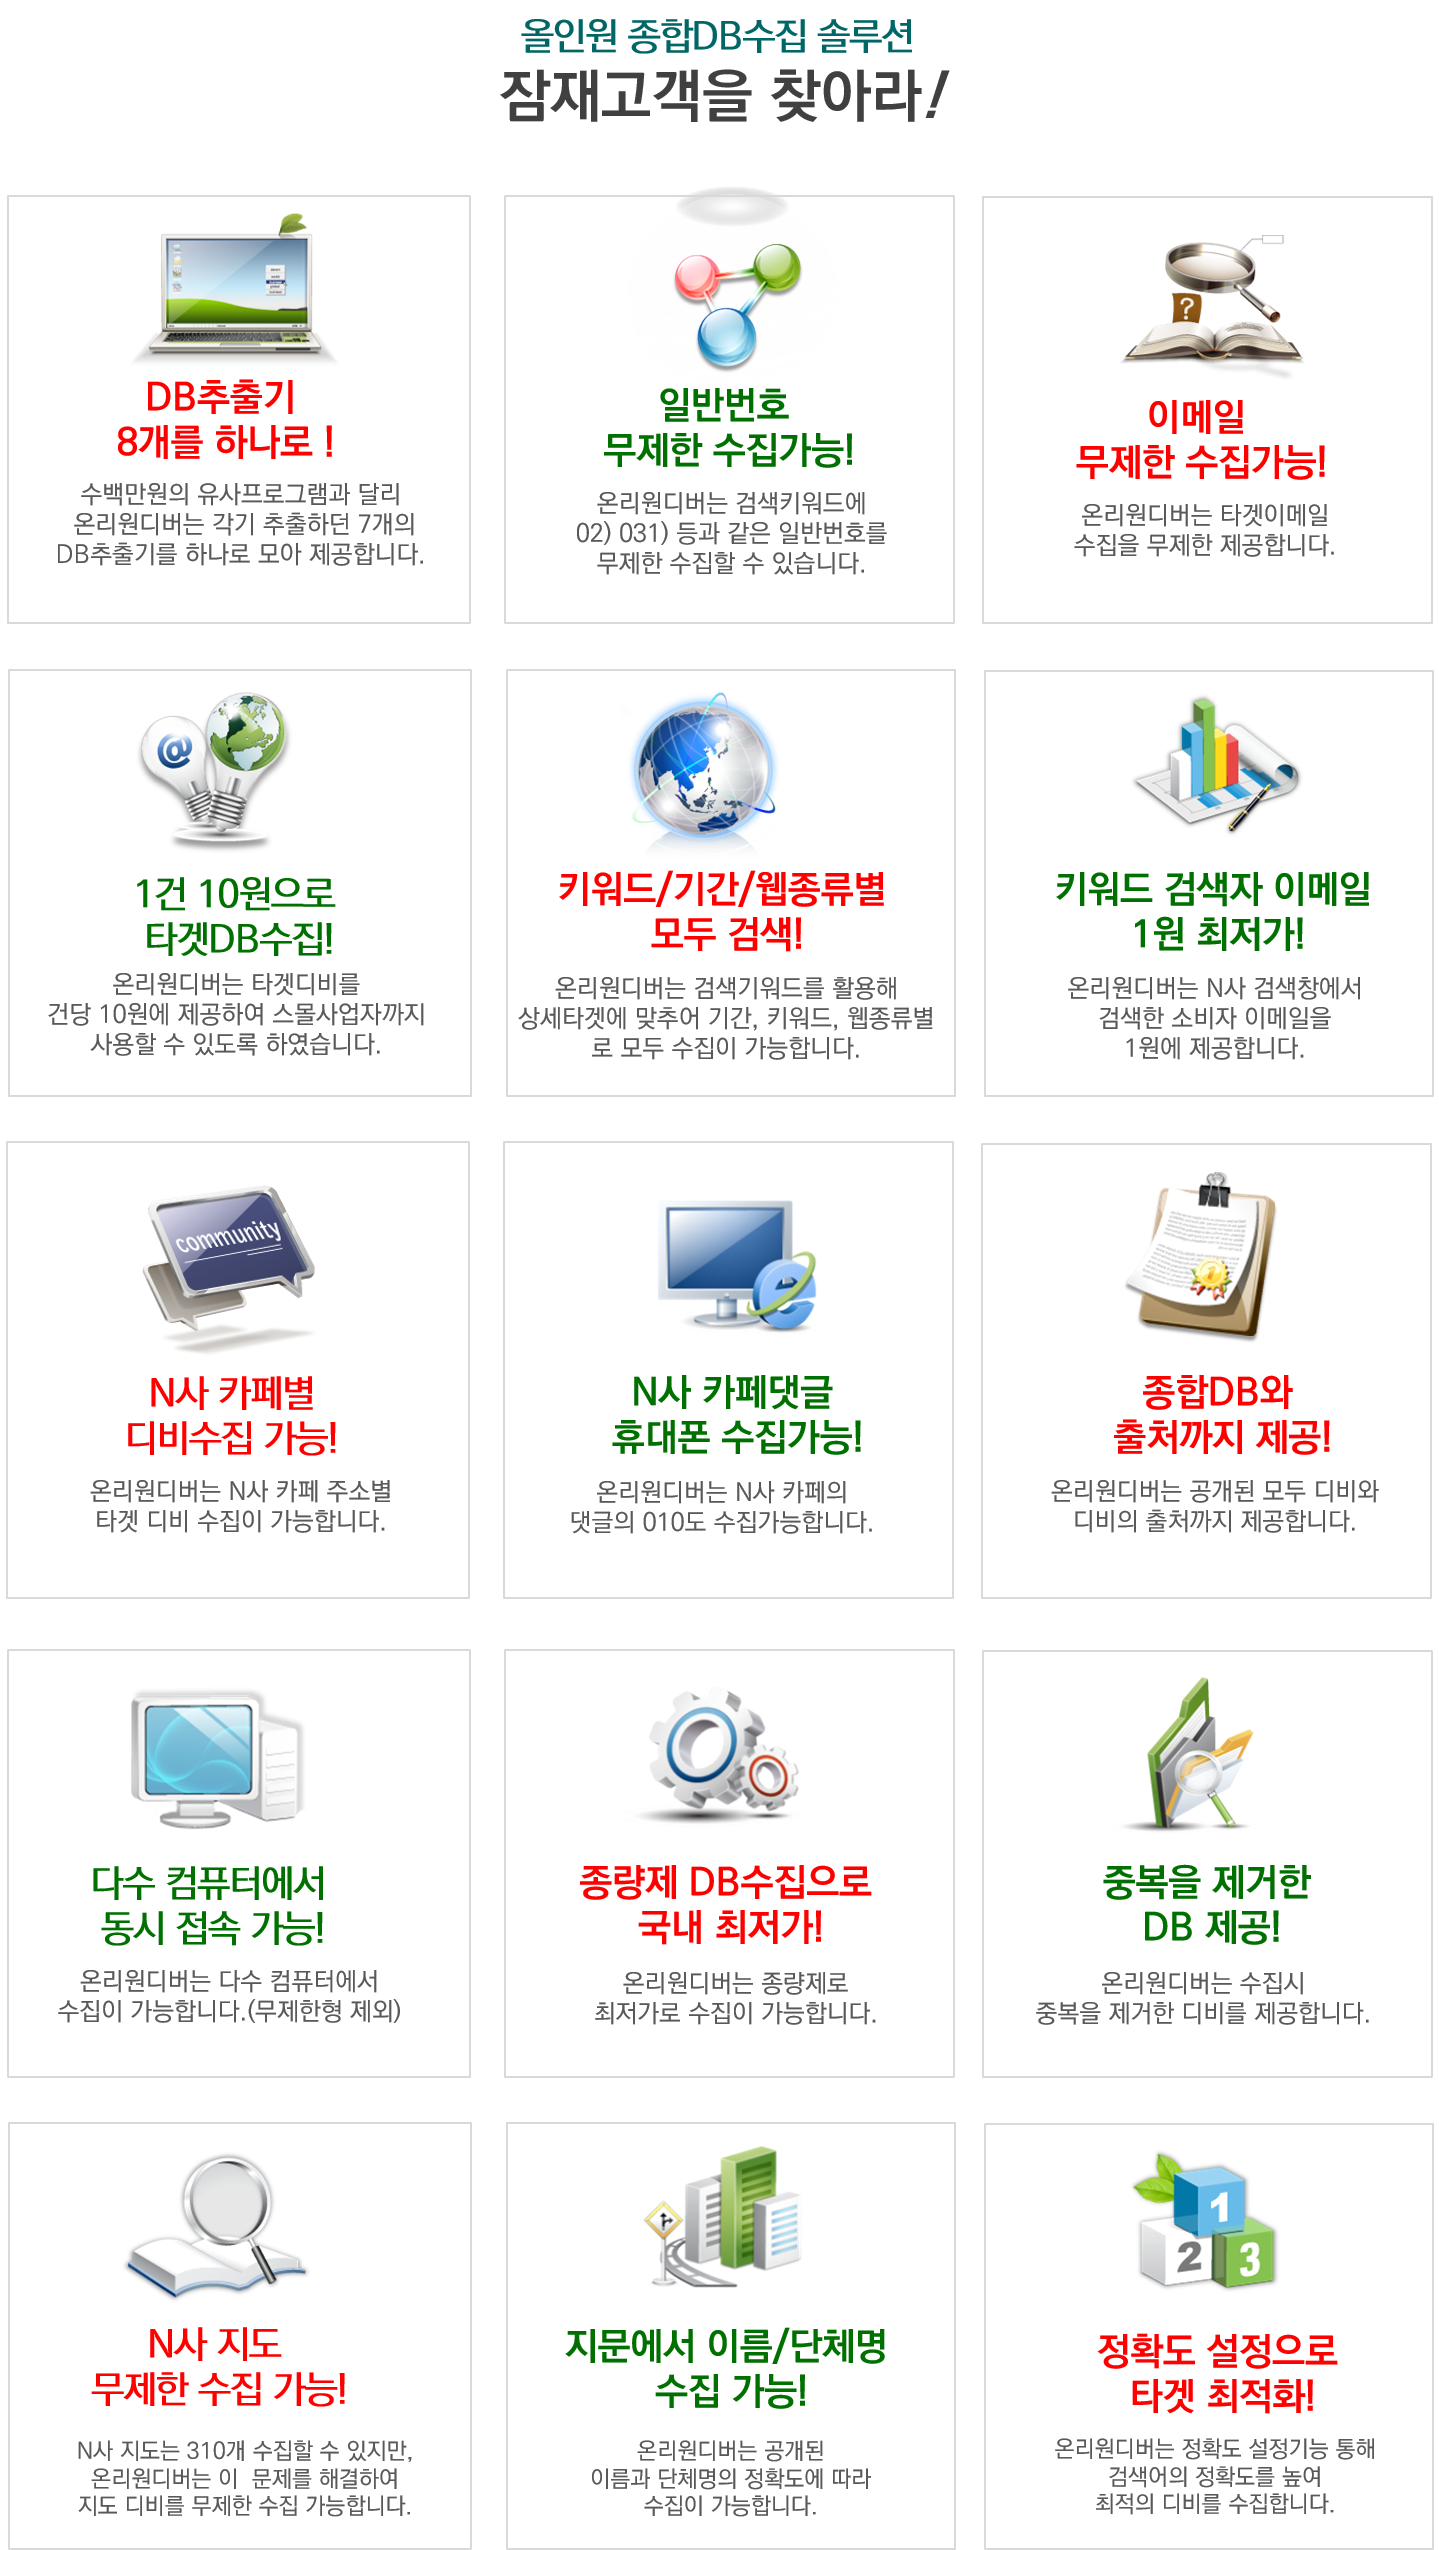 올인원 종합DB수집 솔루션
잠재고객을 찾아라!
DB추출기
8개를 하나로 !
수백만원의 유사프로그램과 달리
온리원디버는 각기 추출하던 7개의
DB추출기를 하나로 모아 제공합니다.
일반번호
무제한 수집가능!
온리원디버는 검색키워드에
02) 031) 등과 같은 일반번호를
무제한 수집할 수 있습니다.
?
이메일
무제한 수집가능!
온리원디버는 타겟이메일
수집을 무제한 제공합니다.
@
1건 10원으로
타겟DB수집!
온리원디버는 타겟디비를
건당 10원에 제공하여 스몰사업자까지
사용할 수 있도록 하였습니다.
키워드/기간/웹종류별
모두 검색!
온리원디버는 검색기워드를 활용해
상세타겟에 맞추어 기간, 키워드, 웹종류별
로 모두 수집이 가능합니다.
키워드 검색자 이메일
1원 최저가!
온리원디버는 N사 검색창에서
검색한 소비자 이메일을
1원에 제공합니다.
community
N사 카페별
디비수집 가능!
온리원디버는 N사 카페 주소별
타겟 디비 수집이 가능합니다.
N사 카페댓글
휴대폰 수집가능!
온리원디버는 N사 카페의
댓글의 010도 수집가능합니다.
종합DB와
출처까지 제공!
온리원디버는 공개된 모두 디비와
디비의 출처까지 제공합니다.
다수 컴퓨터에서
동시 접속 가능!
온리원디버는 다수 컴퓨터에서
수집이 가능합니다.(무제한형 제외)
종량제 DB수집으로
국내 최저가!
온리원디버는 종량제로
최저가로 수집이 가능합니다.
중복을 제거한
DB 제공!
온리원디버는 수집시
중복을 제거한 디비를 제공합니다.
N사 지도
무제한 수집 가능!
N사 지도는 310개 수집할 수 있지만,
온리원디버는 이  문제를 해결하여
지도 디비를 무제한 수집 가능합니다.
지문에서 이름/단체명
수집 가능!
온리원디버는 공개된
이름과 단체명의 정확도에 따라
수집이 가능합니다.
1
2 3
정확도 설정으로
타겟 최적화!
온리원디버는 정확도 설정기능 통해
검색어의 정확도를 높여
최적의 디비를 수집합니다.